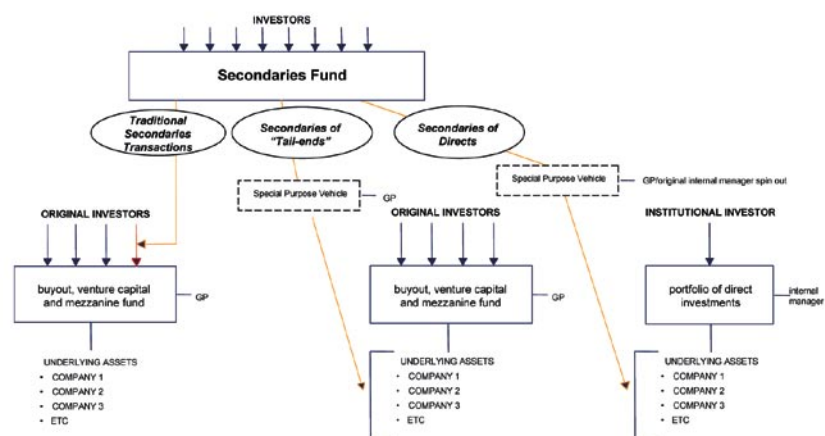 INVESTORS
Secondaries Fund
Traditional
Secondaries
Transactions
Secondaries of
"Tail-ends"
Secondaries of
Directs
Special Purpose Vehicle
GP
Special Purpose Vehicle
GP/original internal manager spin out
ORIGINAL INVESTORS
ORIGINAL INVESTORS
INSTITUTIONAL INVESTOR
buyout, venture capital
and mezzanine fund
GP
buyout, venture capital
and mezzanine fund
GP
portfolio of direct
investments
internal
manager
UNDERLYING ASSETS
• COMPANY 1
• COMPANY 2
• COMPANY 3
• ETC
UNDERLYING ASSETS
• COMPANY 1
• COMPANY 2
• COMPANY 3
• ETC
UNDERLYING ASSETS
• COMPANY 1
• COMPANY 2
• COMPANY 3
• ETC